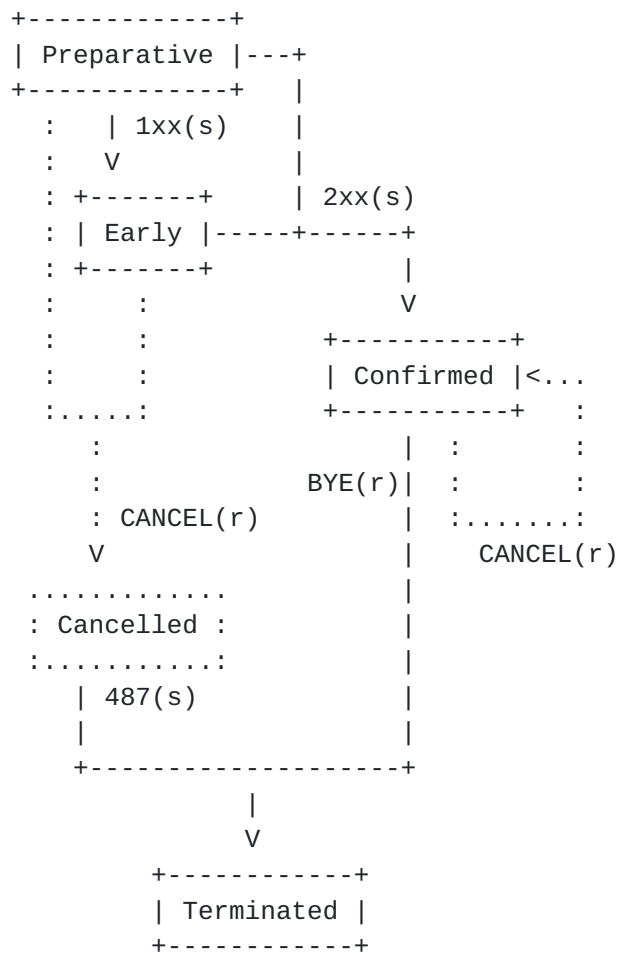 Preparative
1xx(s)
2xx(s)
Early
Confirmed
BYE(r)
CANCEL(r)
CANCEL(r)
Cancelled
487(s)
Terminated